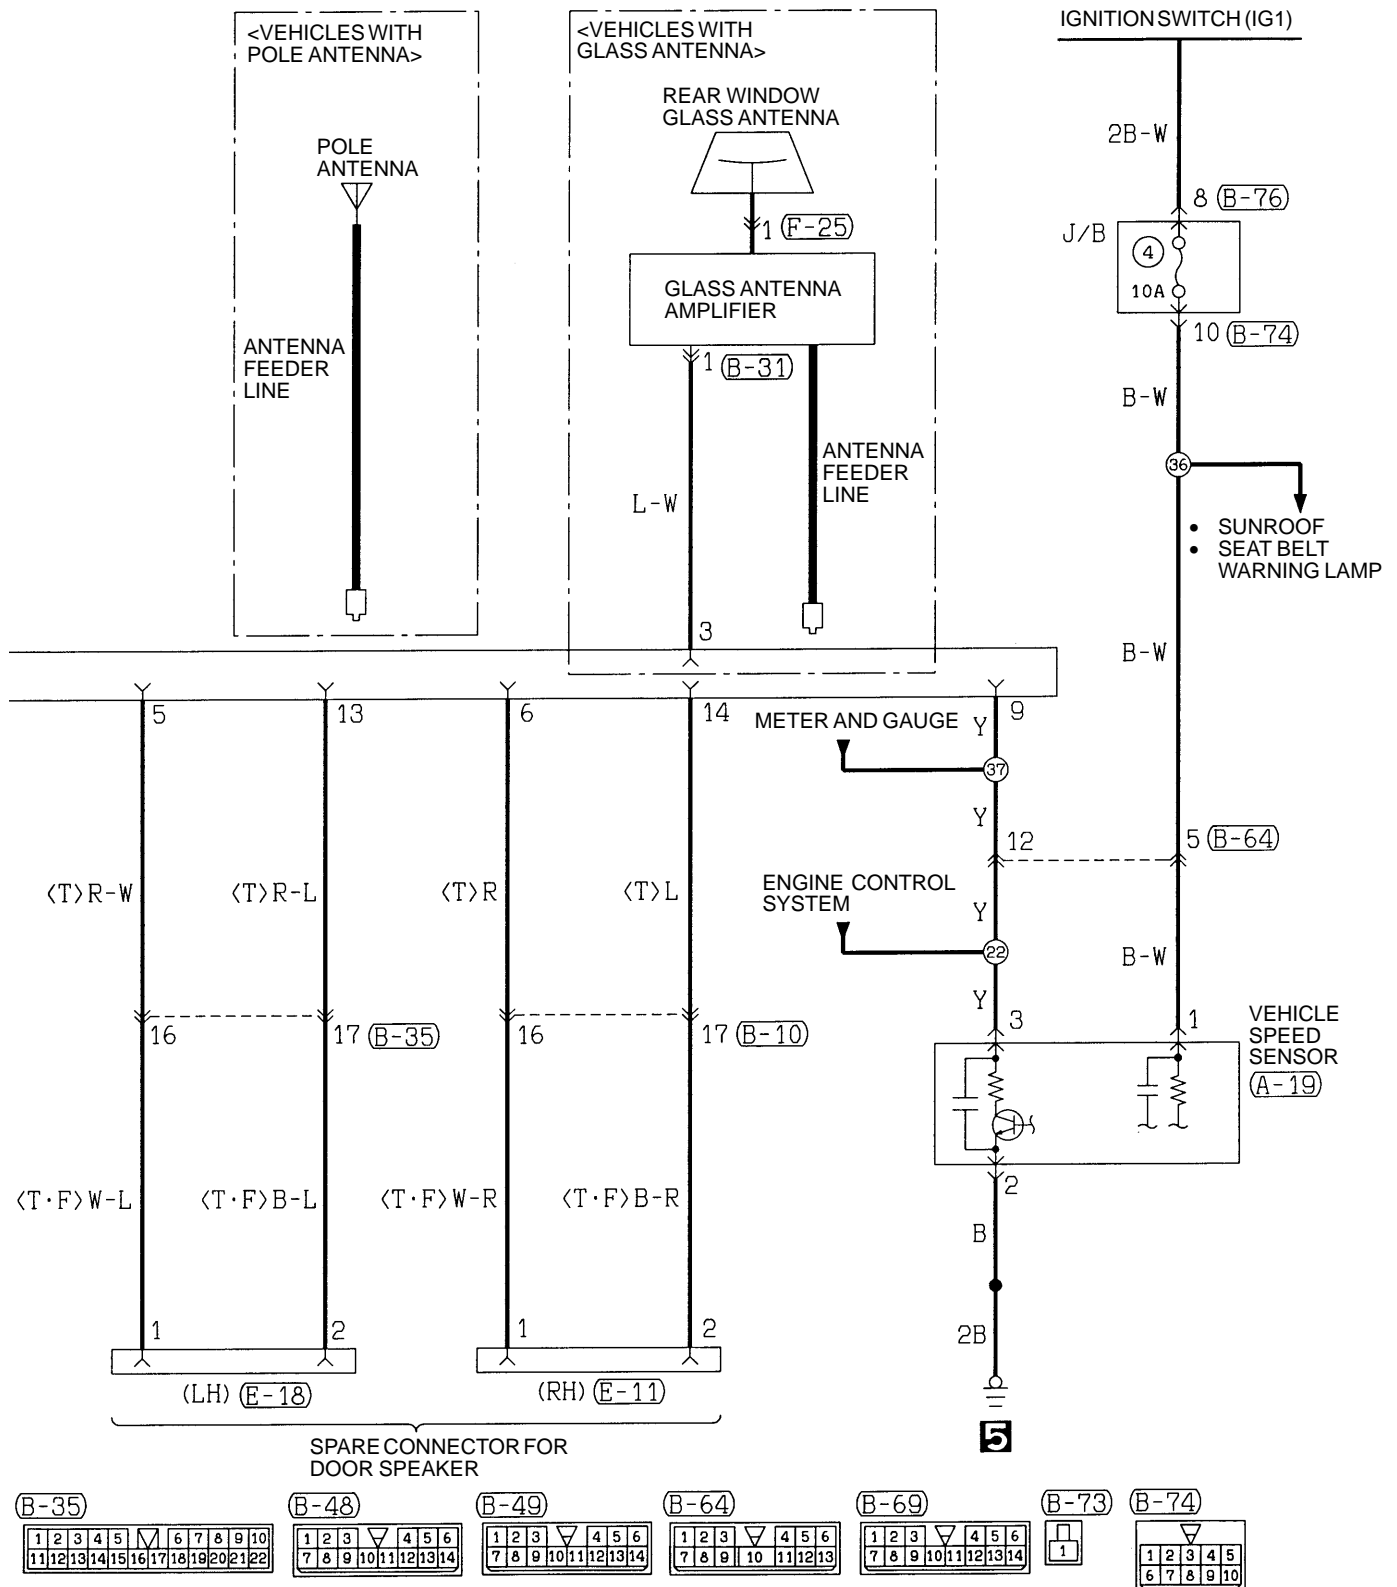 <VEHICLES WITH
POLE ANTENNA>
POLE
ANTENNA
ANTENNA
FEEDER
LINE
<VEHICLES WITH
GLASS ANTENNA>
REAR WINDOW
GLASS ANTENNA
1 (F-25)
GLASS ANTENNA
AMPLIFIER
1 (B-31)
L-W
ANTENNA
FEEDER
LINE
3
IGNITION SWITCH (IG1)
2B-W
8 (B-76)
J/B
4
10A
10 (B-74)
B-W
36
• SUNROOF
• SEAT BELT
WARNING LAMP
B-W
5 13 6 14 9
METER AND GAUGE
Y
37
Y
12
5 (B-64)
<T>R-W <T>R-L <T>R <T>L
ENGINE CONTROL
SYSTEM
Y
22
B-W
Y
16 17 (B-35) 16 17 (B-10)
3
1
VEHICLE
SPEED
SENSOR
(A-19)
<T·F>W-L <T·F>B-L <T·F>W-R <T·F>B-R
2
B
2B
1 2 1 2
(LH) (E-18) (RH) (E-11)
5
SPARE CONNECTOR FOR
DOOR SPEAKER
(B-35) (B-48) (B-49) (B-64) (B-69) (B-73) (B-74)
1 2 3 4 5 6 7 8 9 10
11 12 13 14 15 16 17 18 19 20 21 22
1 2 3 4 5 6
7 8 9 10 11 12 13 14
1 2 3 4 5 6
7 8 9 10 11 12 13 14
1 2 3 4 5 6
7 8 9 10 11 12 13
1 2 3 4 5 6
7 8 9 10 11 12 13 14
1
1 2 3 4 5
6 7 8 9 10